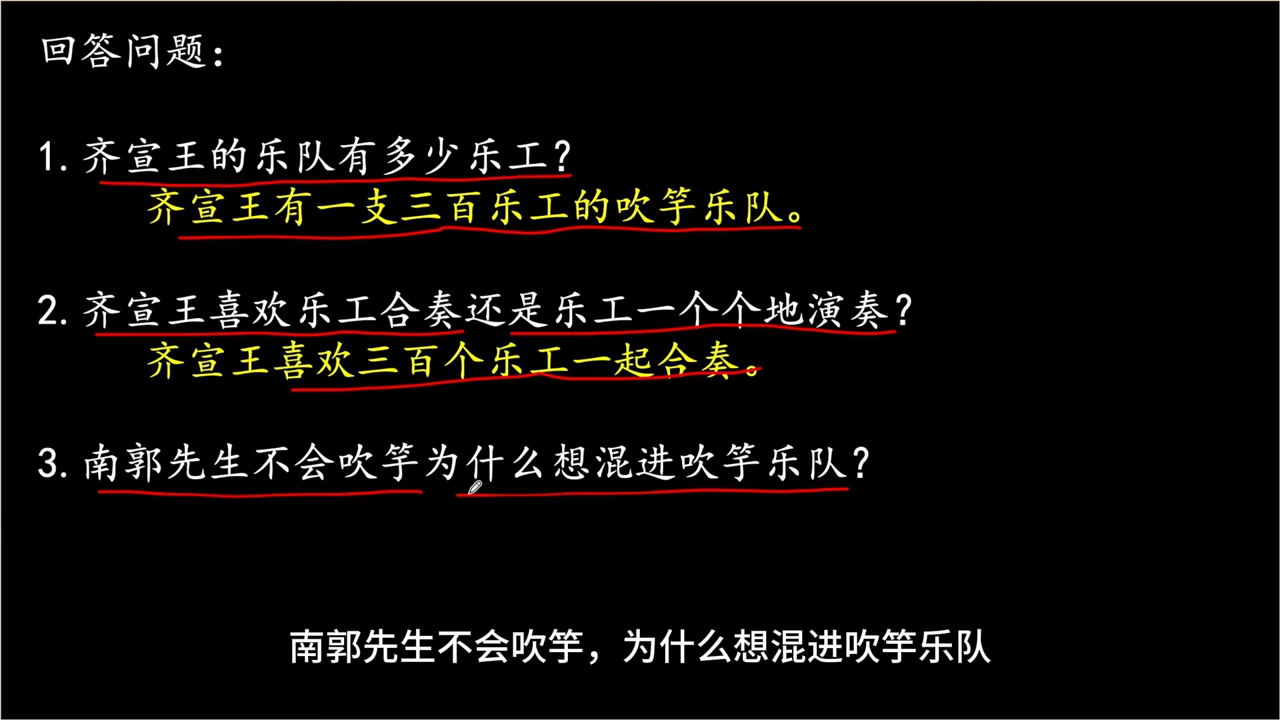 回答问题：
1. 齐宣王的乐队有多少乐工？
齐宣王有一支三百乐工的吹竽乐队。
2. 齐宣王喜欢乐工合奏还是乐工一个个地演奏？
齐宣王喜欢三百个乐工一起合奏。
3. 南郭先生不会吹竽为什么想混进吹竽乐队？
南郭先生不会吹竽，为什么想混进吹竽乐队